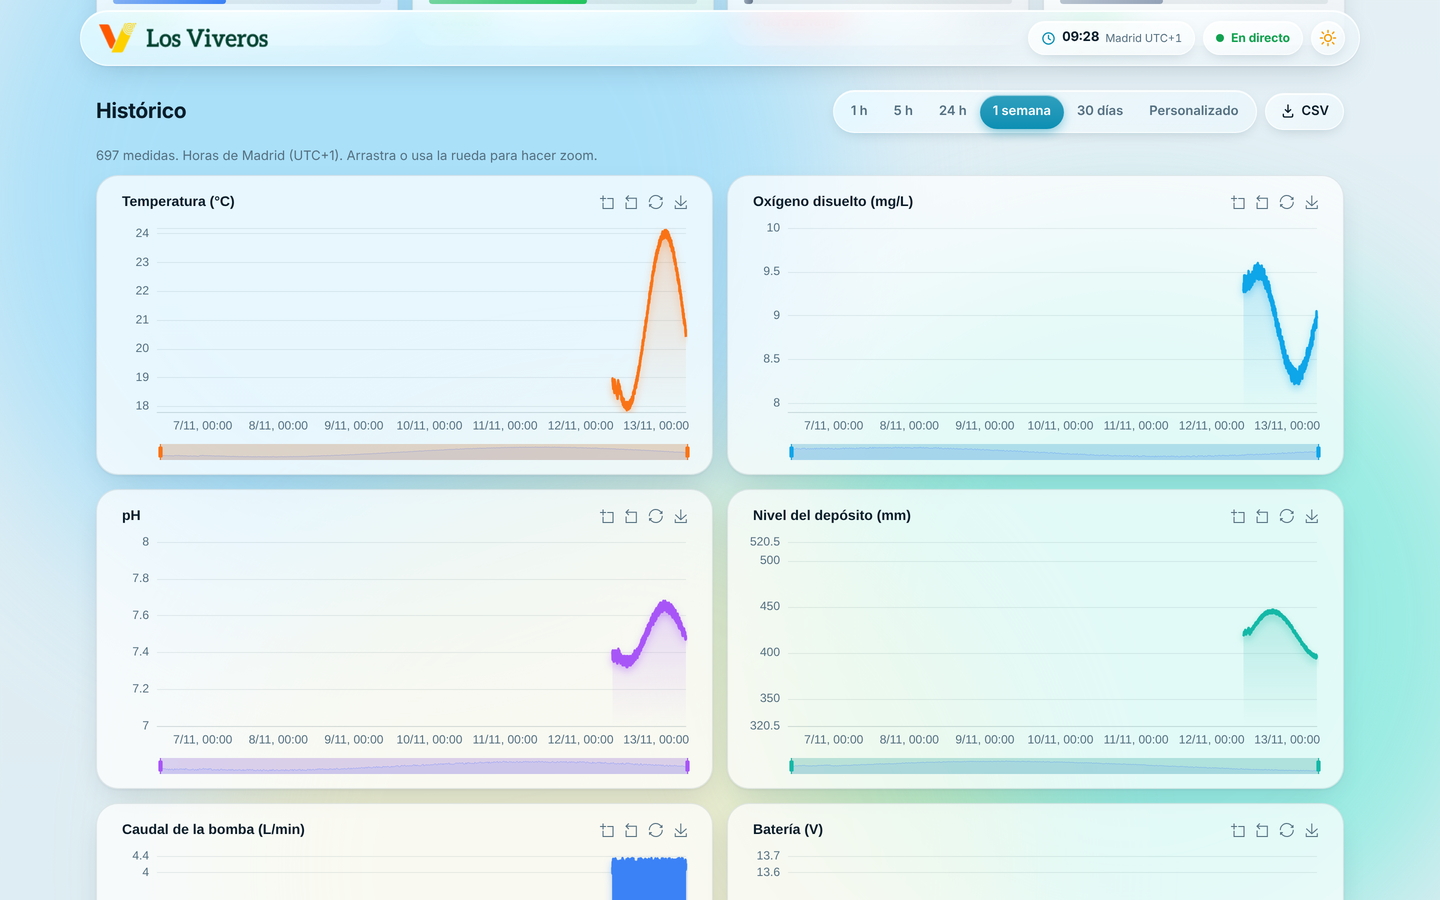 Los Viveros
09:28 Madrid UTC+1
En directo
Histórico
1 h 5 h 24 h 1 semana 30 días Personalizado
CSV
697 medidas. Horas de Madrid (UTC+1). Arrastra o usa la rueda para hacer zoom.
Temperatura (°C)
24
23
22
21
20
19
18
7/11, 00:00 8/11, 00:00 9/11, 00:00 10/11, 00:00 11/11, 00:00 12/11, 00:00 13/11, 00:00
Oxígeno disuelto (mg/L)
10
9.5
9
8.5
8
7/11, 00:00 8/11, 00:00 9/11, 00:00 10/11, 00:00 11/11, 00:00 12/11, 00:00 13/11, 00:00
pH
8
7.8
7.6
7.4
7.2
7
7/11, 00:00 8/11, 00:00 9/11, 00:00 10/11, 00:00 11/11, 00:00 12/11, 00:00 13/11, 00:00
Nivel del depósito (mm)
520.5
500
450
400
350
320.5
7/11, 00:00 8/11, 00:00 9/11, 00:00 10/11, 00:00 11/11, 00:00 12/11, 00:00 13/11, 00:00
Caudal de la bomba (L/min)
4.4
4
Batería (V)
13.7
13.6